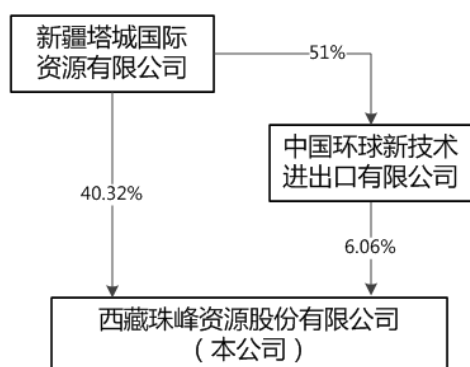 新疆塔城国际
资源有限公司
51%
中国环球新技术
进出口有限公司
40.32%
6.06%
西藏珠峰资源股份有限公司
（本公司）